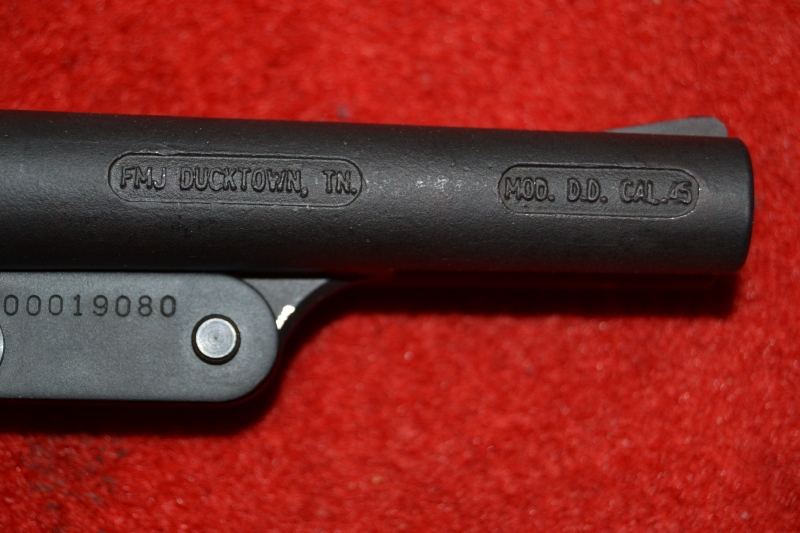 FMJ DUCKTOWN, TN.
MOD. D.D. CAL.45
00019080